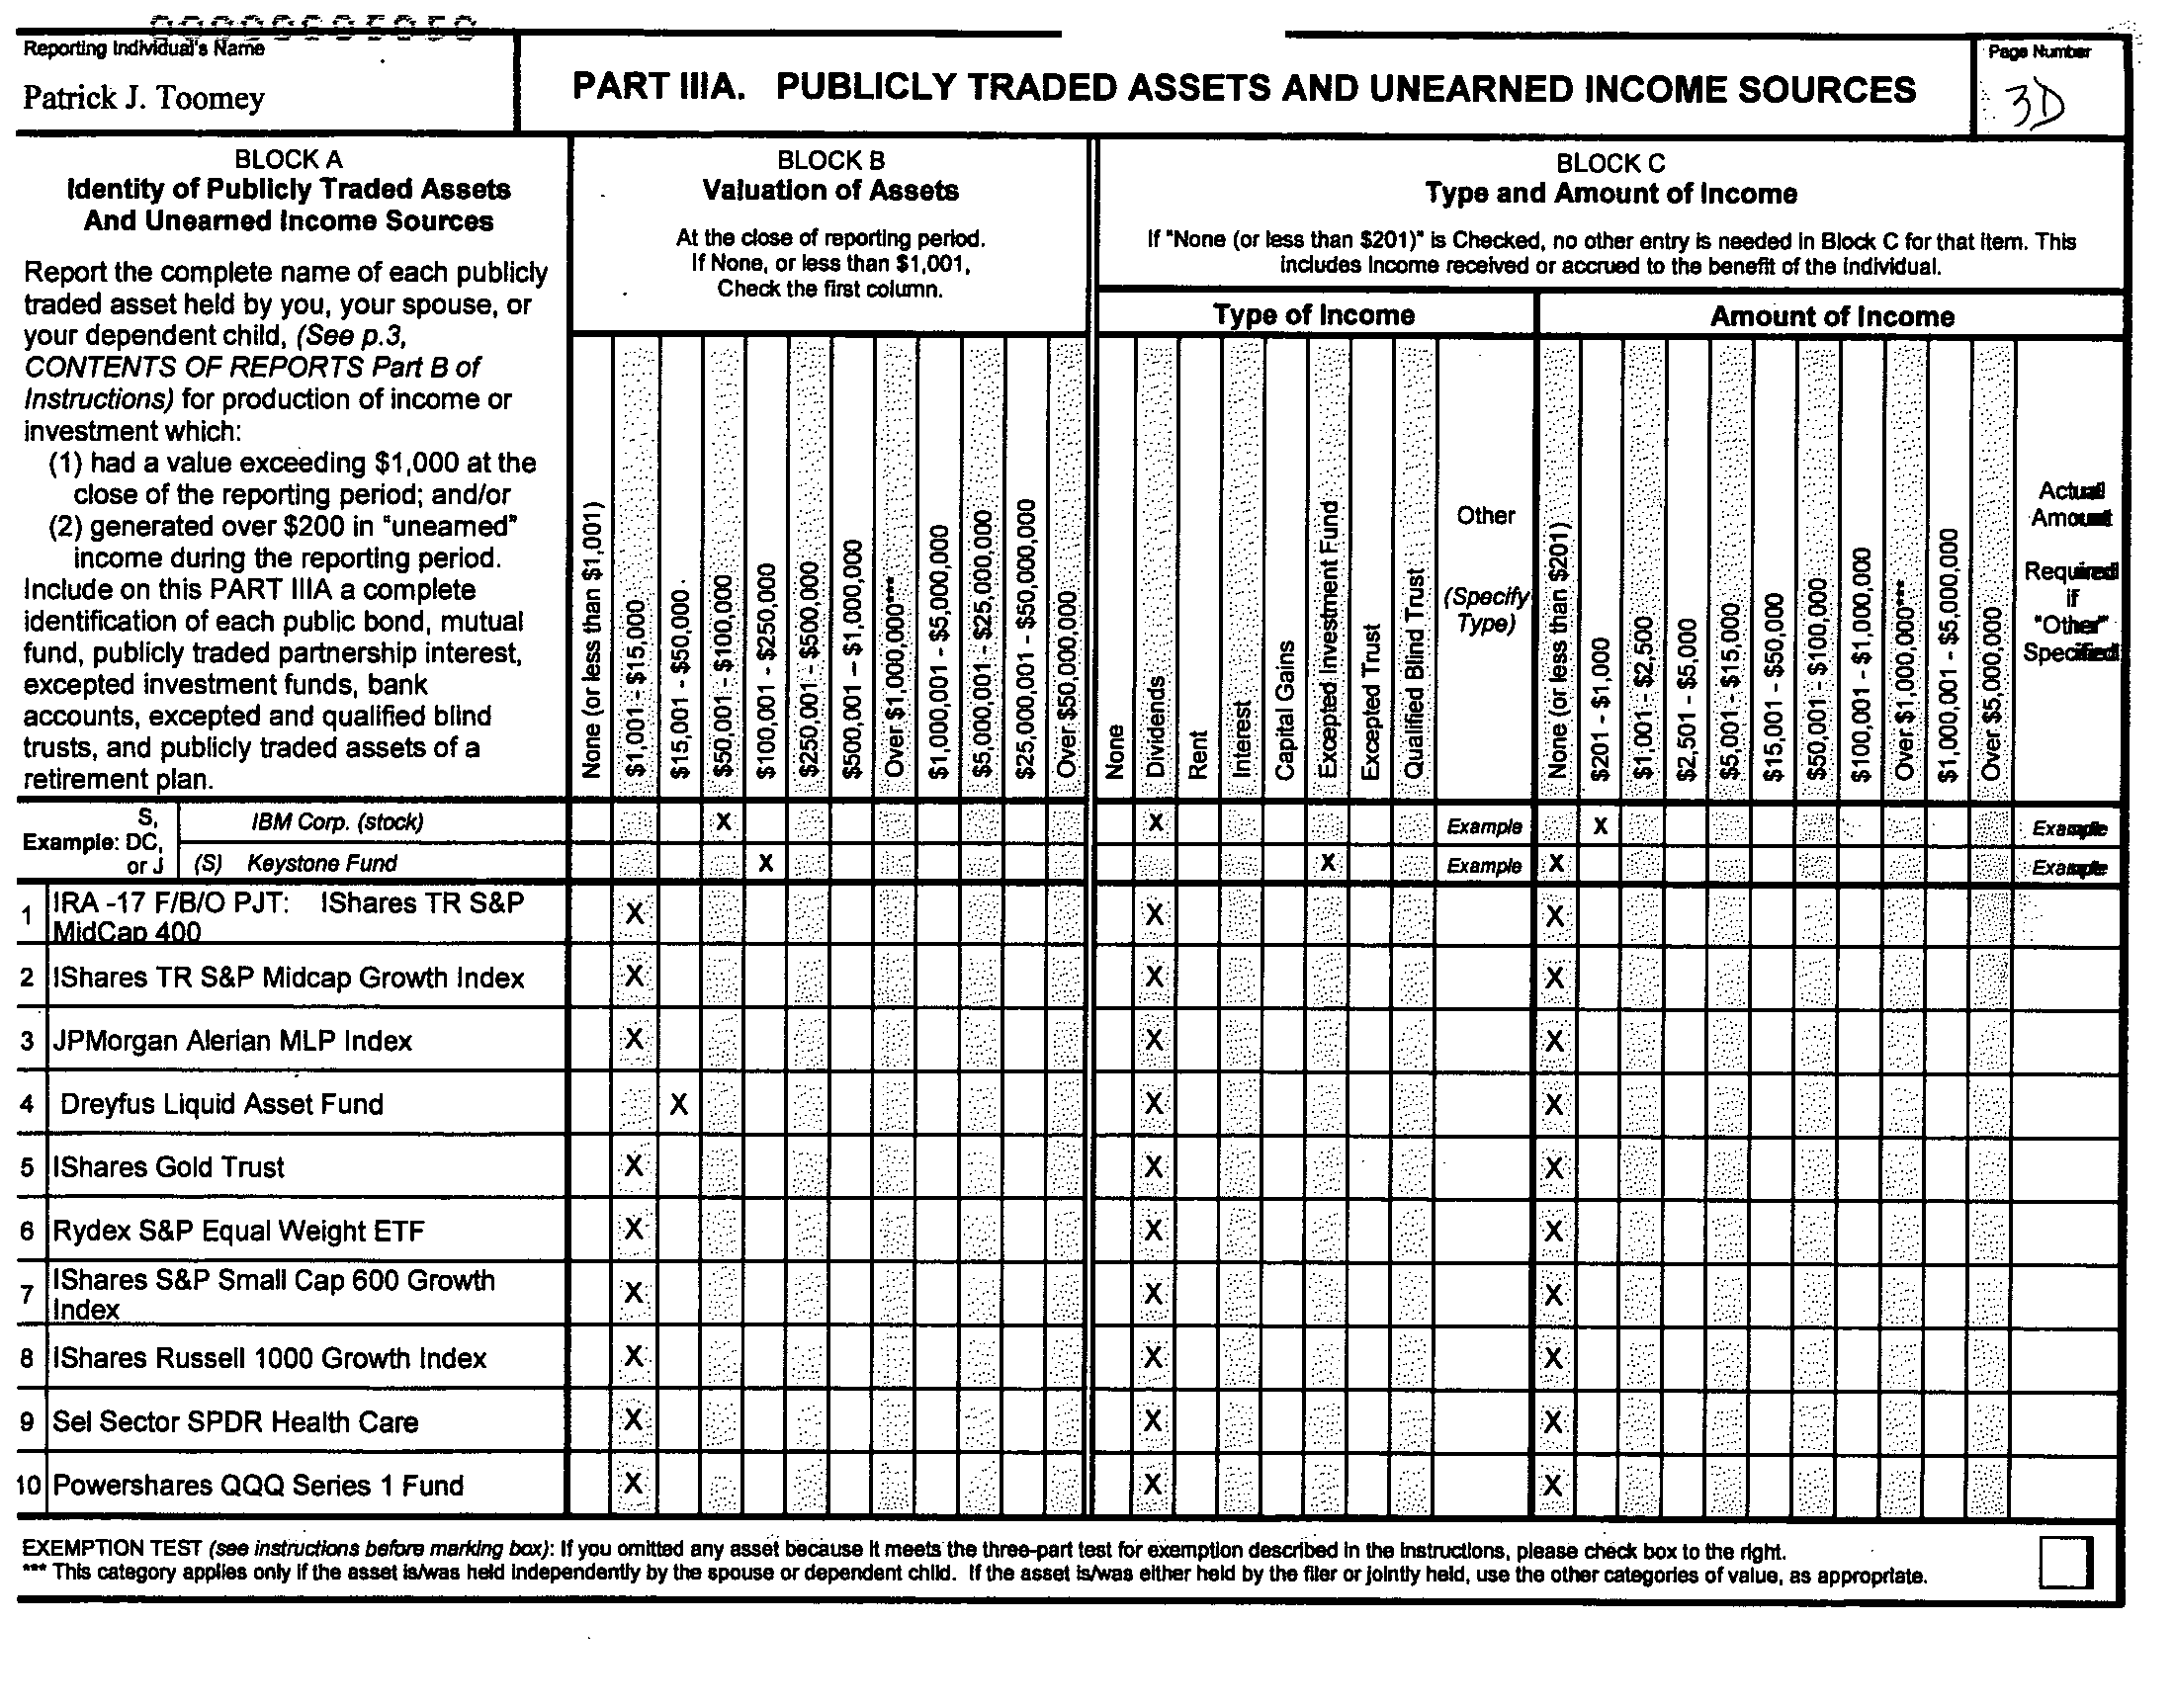 Reporting Individual's Name
Patrick J. Toomey
PART IIIA. PUBLICLY TRADED ASSETS AND UNEARNED INCOME SOURCES
Page Number
3D
BLOCK A
Identity of Publicly Traded Assets
And Unearned Income Sources
Report the complete name of each publicly
traded asset held by you, your spouse, or
your dependent child, (See p.3,
CONTENTS OF REPORTS Part B of
Instructions) for production of income or
investment which:
(1) had a value exceeding $1,000 at the
close of the reporting period; and/or
(2) generated over $200 in "unearned"
income during the reporting period.
Include on this PART IIIA a complete
identification of each public bond, mutual
fund, publicly traded partnership interest,
excepted investment funds, bank
accounts, excepted and qualified blind
trusts, and publicly traded assets of a
retirement plan.
BLOCK B
Valuation of Assets
At the close of reporting period.
If None, or less than $1,001,
Check the first column.
None (or less than $1,001)
$1,001 - $15,000
$15,001 - $50,000
$50,001 - $100,000
$100,001 - $250,000
$250,001 - $500,000
$500,001 - $1,000,000
Over $1,000,000***
$1,000,001 - $5,000,000
$5,000,001 - $25,000,000
$25,000,001 - $50,000,000
Over $50,000,000
BLOCK C
Type and Amount of Income
If "None (or less than $201)" is Checked, no other entry is needed in Block C for that item. This
includes income received or accrued to the benefit of the individual.
Type of Income
None
Dividends
Rent
Interest
Capital Gains
Excepted Investment Fund
Excepted Trust
Qualified Blind Trust
Other
(Specify
Type)
Amount of Income
None (or less than $201)
$201 - $1,000
$1,001 - $2,500
$2,501 - $5,000
$5,001 - $15,000
$15,001 - $50,000
$50,001 - $100,000
$100,001 - $1,000,000
Over $1,000,000***
$1,000,001 - $5,000,000
Over $5,000,000
Actual
Amount
Required
if
"Other"
Specified
Example: S, DC, or J
IBM Corp. (stock) X X Example X Example
(S) Keystone Fund X X Example X Example
1 IRA -17 F/B/O PJT: IShares TR S&P
MidCap 400 X X X
2 IShares TR S&P Midcap Growth Index X X X
3 JPMorgan Alerian MLP Index X X X
4 Dreyfus Liquid Asset Fund X X X
5 IShares Gold Trust X X X
6 Rydex S&P Equal Weight ETF X X X
7 IShares S&P Small Cap 600 Growth
Index X X X
8 IShares Russell 1000 Growth Index X X X
9 Sel Sector SPDR Health Care X X X
10 Powershares QQQ Series 1 Fund X X X
EXEMPTION TEST (see instructions before marking box): If you omitted any asset because it meets the three-part test for exemption described in the instructions, please check box to the right.
*** This category applies only if the asset is/was held independently by the spouse or dependent child. If the asset is/was either held by the filer or jointly held, use the other categories of value, as appropriate.